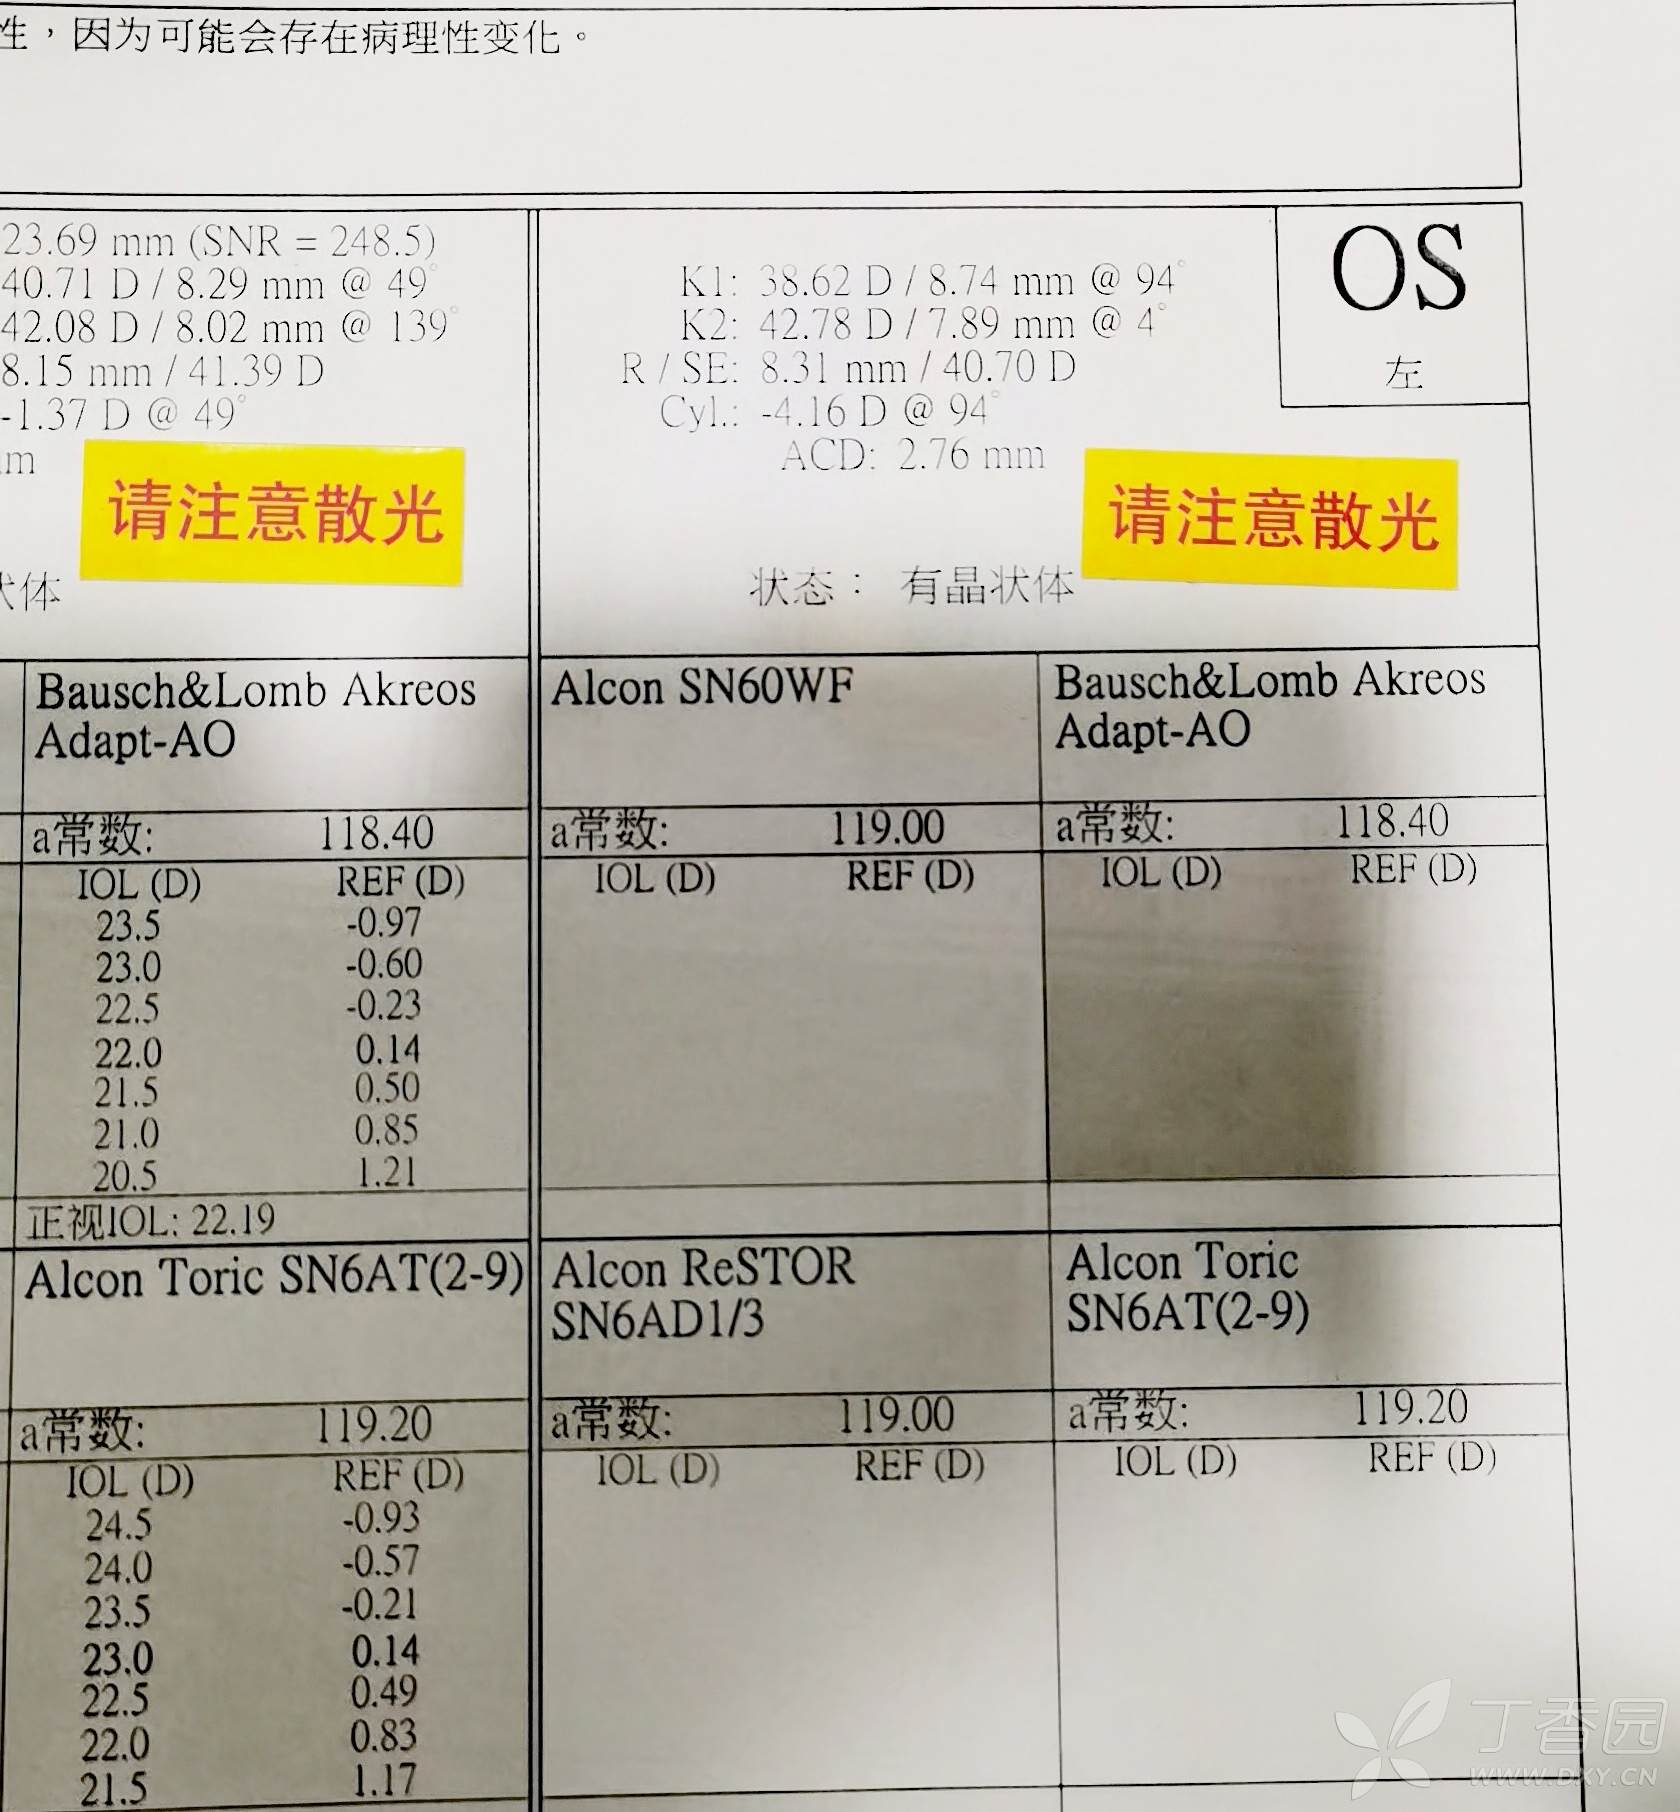 性，因为可能会存在病理性变化。
23.69 mm (SNR = 248.5)
40.71 D / 8.29 mm @ 49°
42.08 D / 8.02 mm @ 139°
8.15 mm / 41.39 D
-1.37 D @ 49°
请注意散光
状体
K1: 38.62 D / 8.74 mm @ 94°
K2: 42.78 D / 7.89 mm @ 4°
R / SE: 8.31 mm / 40.70 D
Cyl.: -4.16 D @ 94°
ACD: 2.76 mm
OS
左
请注意散光
状态： 有晶状体
Bausch&Lomb Akreos
Adapt-AO
a常数: 118.40
IOL (D) REF (D)
23.5 -0.97
23.0 -0.60
22.5 -0.23
22.0 0.14
21.5 0.50
21.0 0.85
20.5 1.21
正视IOL: 22.19
Alcon SN60WF
a常数: 119.00
IOL (D) REF (D)
Bausch&Lomb Akreos
Adapt-AO
a常数: 118.40
IOL (D) REF (D)
Alcon Toric SN6AT(2-9)
a常数: 119.20
IOL (D) REF (D)
24.5 -0.93
24.0 -0.57
23.5 -0.21
23.0 0.14
22.5 0.49
22.0 0.83
21.5 1.17
Alcon ReSTOR
SN6AD1/3
a常数: 119.00
IOL (D) REF (D)
Alcon Toric
SN6AT(2-9)
a常数: 119.20
IOL (D) REF (D)
丁香园
WWW.DXY.CN